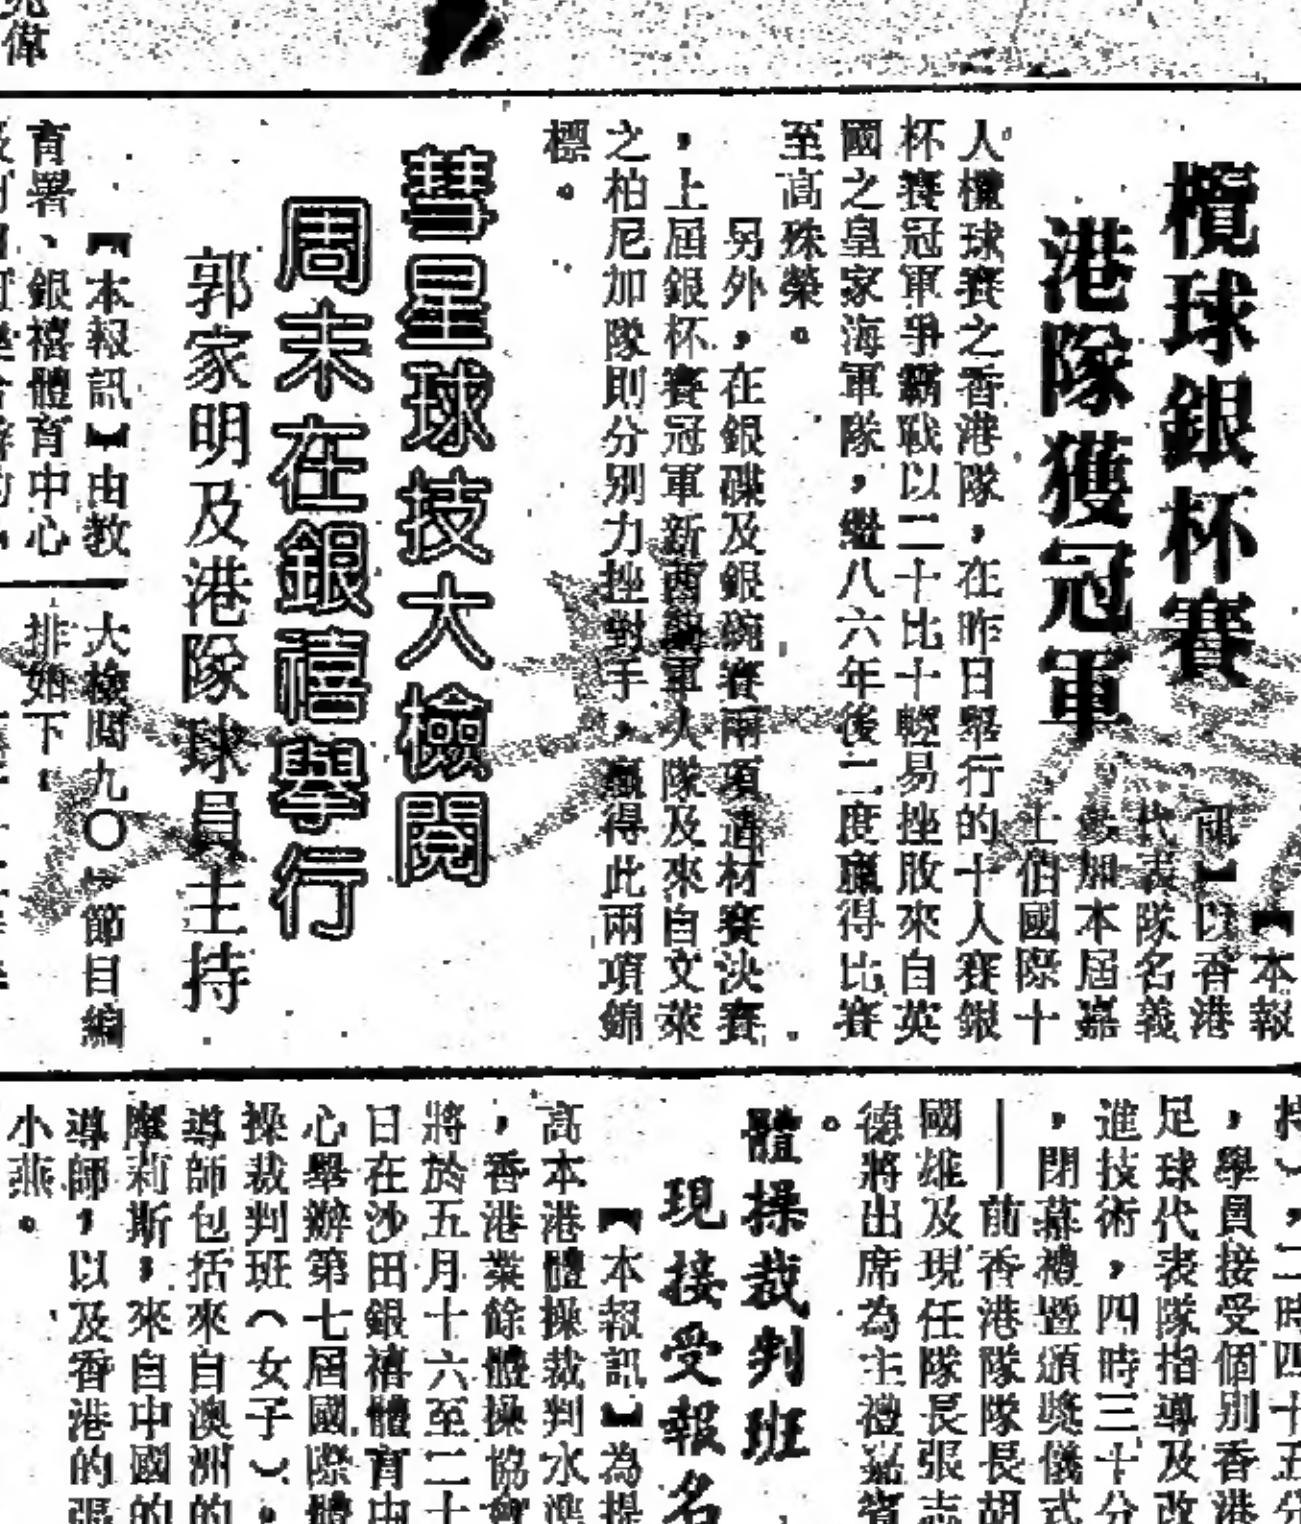 偉
欖球銀杯賽
港隊獲冠軍
【本報
訊】以香港
代表隊名義
參加本屆嘉
士伯國際十
人欖球賽之香港隊，在昨日舉行的十人賽銀
杯賽冠軍爭霸戰以二十比十輕易挫敗來自英
國之皇家海軍隊，繼八六年後二度贏得比賽
至高殊榮。
另外，在銀碟及銀碗賽兩項遺材賽決賽
，上屆銀杯賽冠軍新西蘭軍人隊及來自文萊
之柏尼加隊則分別力挫對手，贏得此兩項錦
標。
彗星球技大檢閱
周末在銀禧舉行
郭家明及港隊球員主持
【本報訊】由教
育署、銀禧體育中心
大檢閱九〇」節目編
排如下：
，二時四十五分
，學員接受個別香港
足球代表隊指導及改
進技術，四時三十分
，閉幕禮暨頒獎儀式
──前香港隊隊長胡
國雄及現任隊長張志
德將出席為主禮嘉賓
。
體操裁判班
現接受報名
【本報訊】為提
高本港體操裁判水準
，香港業餘體操協會
將於五月十六至二十
日在沙田銀禧體育中
心舉辦第七屆國際體
操裁判班（女子）。
導師包括來自澳洲的
摩莉斯，來自中國的
導師，以及香港的張
小燕。